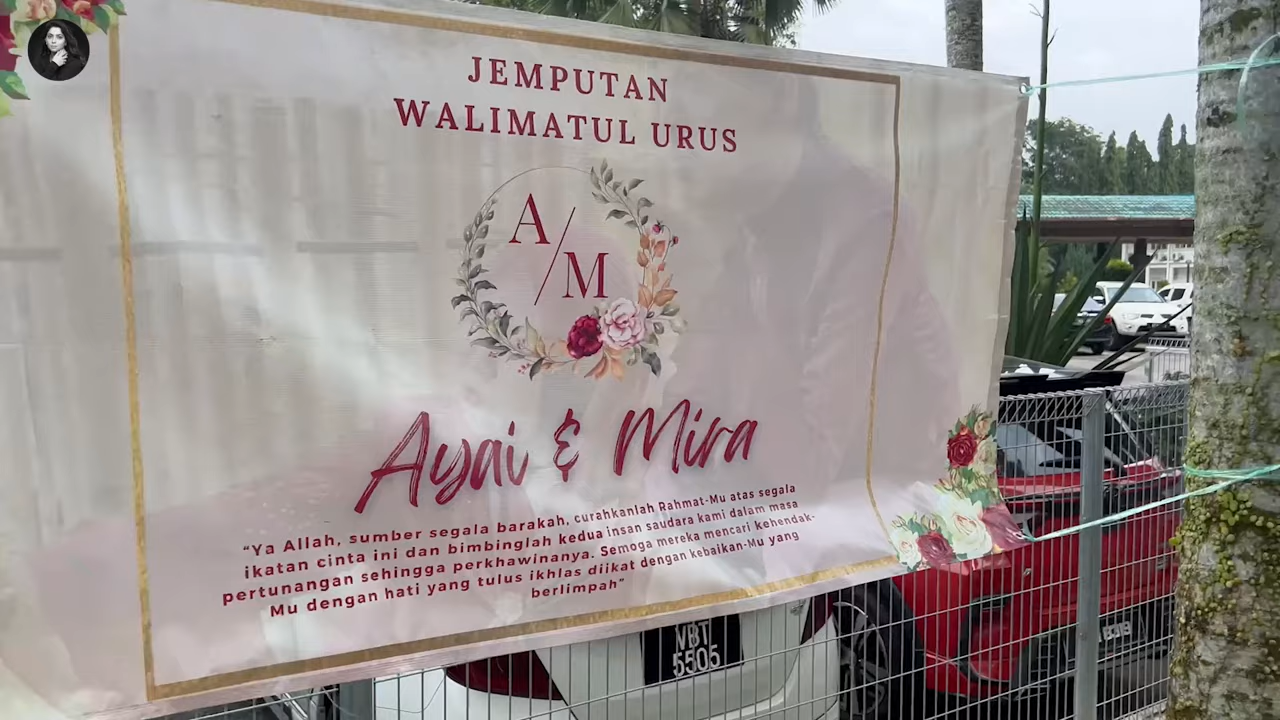 JEMPUTAN
WALIMATUL URUS
A/M
Ayai & Mira
“Ya Allah, sumber segala barakah, curahkanlah Rahmat-Mu atas segala
ikatan cinta ini dan bimbinglah kedua insan saudara kami dalam masa
pertunangan sehingga perkhawinanya. Semoga mereka mencari kehendak-
Mu dengan hati yang tulus ikhlas diikat dengan kebaikan-Mu yang
berlimpah”
VBT
5505